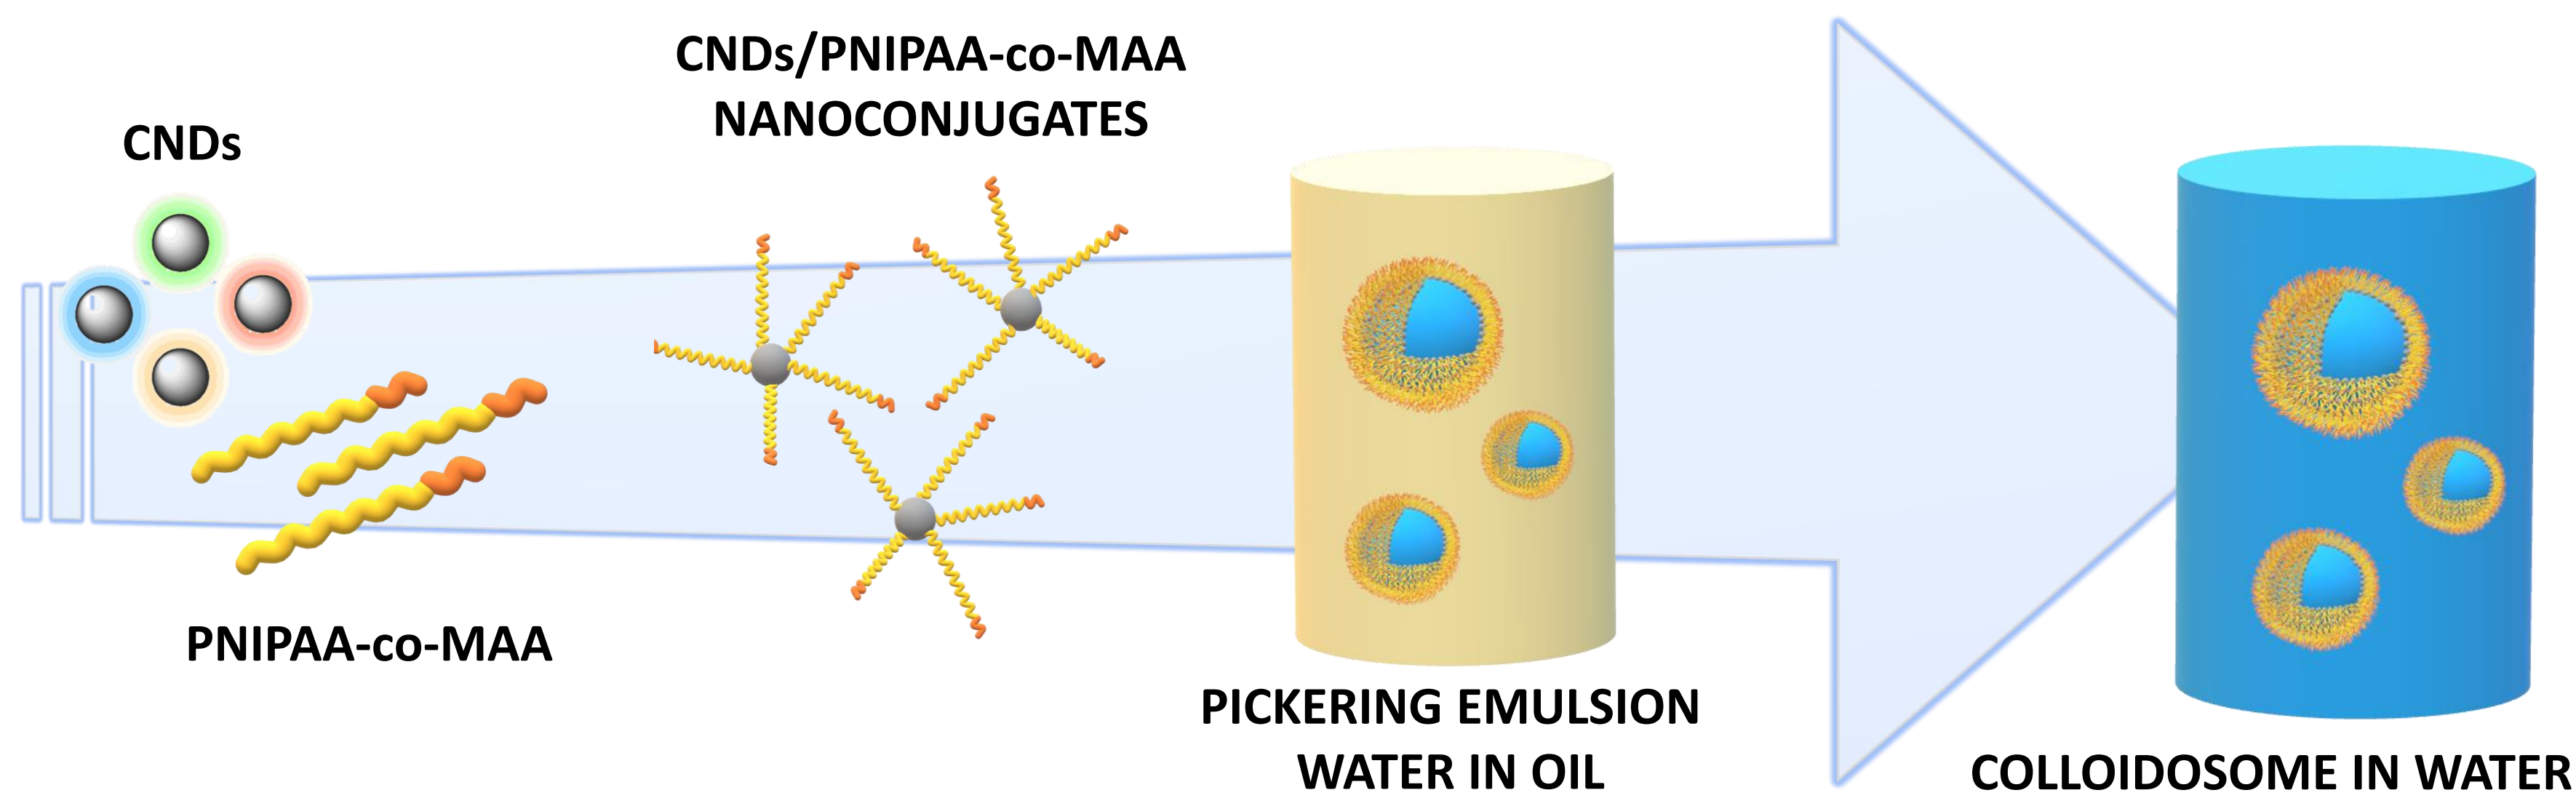 CNDs
PNIPAA-co-MAA
CNDs/PNIPAA-co-MAA
NANOCONJUGATES
PICKERING EMULSION
WATER IN OIL
COLLOIDOSOME IN WATER